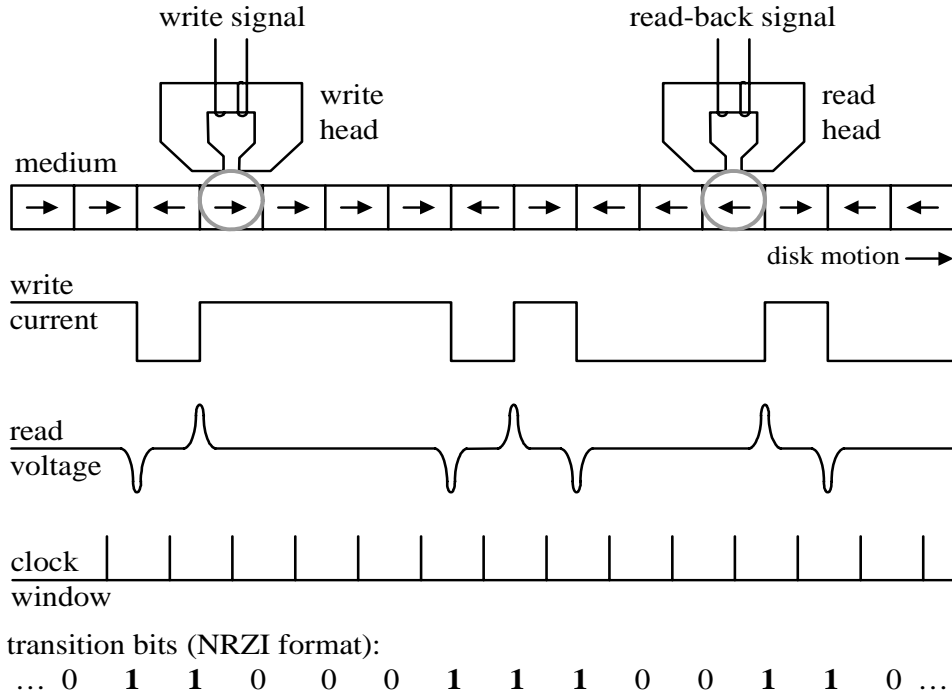 write signal
read-back signal
write
head
read
head
medium
disk motion
write
current
read
voltage
clock
window
transition bits (NRZI format):
… 0 1 1 0 0 0 1 1 1 0 0 1 1 0 …